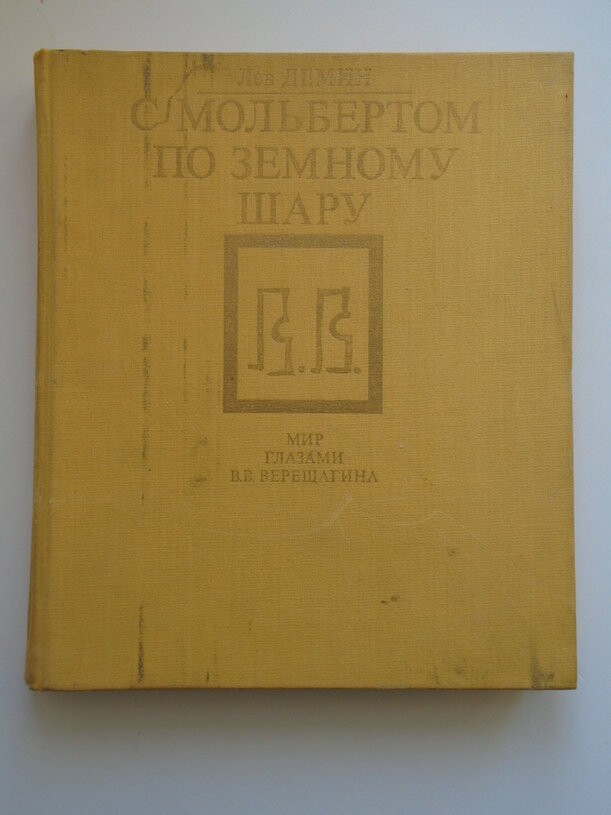 Лев ДЕМИН
С МОЛЬБЕРТОМ
ПО ЗЕМНОМУ
ШАРУ
В.В.
МИР
ГЛАЗАМИ
В.В. ВЕРЕЩАГИНА